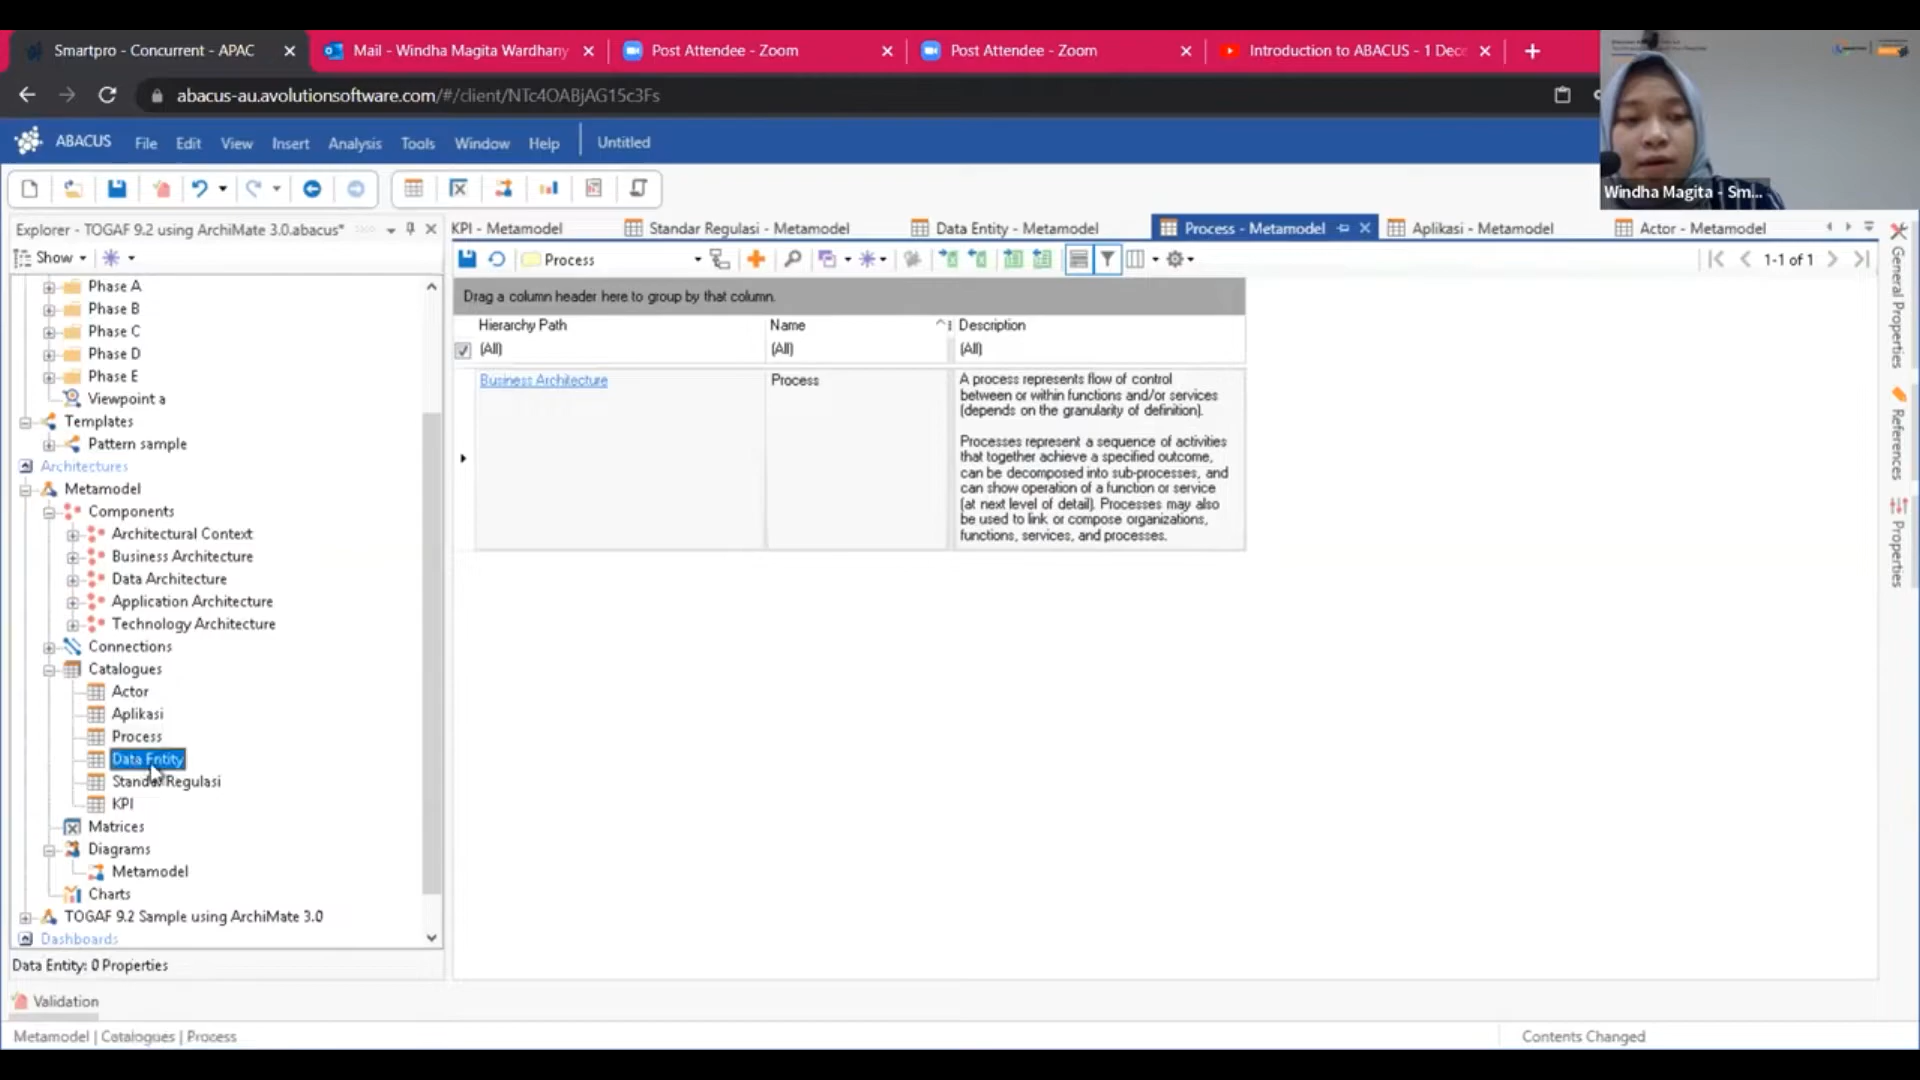 Smartpro - Concurrent - APAC
Mail - Windha Magita Wardhany
Post Attendee - Zoom
Post Attendee - Zoom
Introduction to ABACUS - 1 Dec
abacus-au.avolutionsoftware.com/#/client/NTc4OABjAG15c3Fs
ABACUS File Edit View Insert Analysis Tools Window Help Untitled
Windha Magita - Sm...
Explorer - TOGAF 9.2 using ArchiMate 3.0.abacus*
KPI - Metamodel
Standar Regulasi - Metamodel
Data Entity - Metamodel
Process - Metamodel
Aplikasi - Metamodel
Actor - Metamodel
Show
Process
1-1 of 1
Phase A
Phase B
Phase C
Phase D
Phase E
Viewpoint a
Templates
Pattern sample
Architectures
Metamodel
Components
Architectural Context
Business Architecture
Data Architecture
Application Architecture
Technology Architecture
Connections
Catalogues
Actor
Aplikasi
Process
Data Entity
Standar Regulasi
KPI
Matrices
Diagrams
Metamodel
Charts
TOGAF 9.2 Sample using ArchiMate 3.0
Dashboards
Data Entity: 0 Properties
Drag a column header here to group by that column.
Hierarchy Path Name Description
(All) (All) (All)
Business Architecture
Process
A process represents flow of control
between or within functions and/or services
(depends on the granularity of definition).
Processes represent a sequence of activities
that together achieve a specified outcome,
can be decomposed into sub-processes, and
can show operation of a function or service
(at next level of detail). Processes may also
be used to link or compose organizations,
functions, services, and processes.
General Properties
References
Properties
Validation
Metamodel | Catalogues | Process
Contents Changed